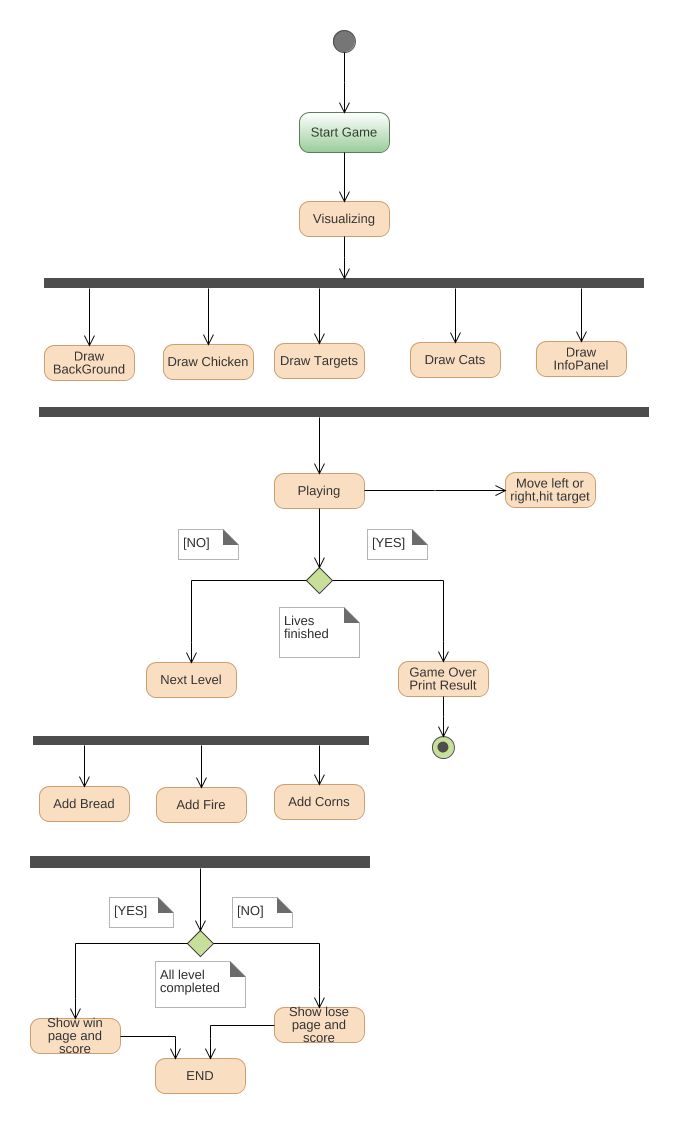 Start Game
Visualizing
Draw
BackGround
Draw Chicken
Draw Targets
Draw Cats
Draw
InfoPanel
Playing
Move left or
right,hit target
[NO]
[YES]
Lives
finished
Next Level
Game Over
Print Result
Add Bread
Add Fire
Add Corns
[YES]
[NO]
All level
completed
Show win
page and
score
Show lose
page and
score
END